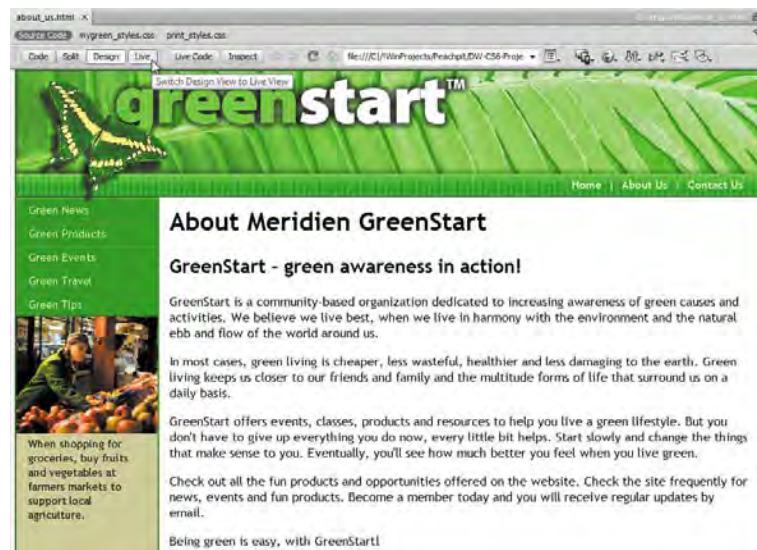 about_us.html ×
Source Code mygreen_styles.css print_styles.css
Code Split Design Live Live Code Inspect file:///C|/!WinProjects/Peachpit/DW-CS6-Proje
Switch Design View to Live View
greenstart™
Home | About Us | Contact Us
Green News
Green Products
Green Events
Green Travel
Green Tips
When shopping for
groceries, buy fruits
and vegetables at
farmers markets to
support local
agriculture.
About Meridien GreenStart
GreenStart - green awareness in action!
GreenStart is a community-based organization dedicated to increasing awareness of green causes and
activities. We believe we live best, when we live in harmony with the environment and the natural
ebb and flow of the world around us.
In most cases, green living is cheaper, less wasteful, healthier and less damaging to the earth. Green
living keeps us closer to our friends and family and the multitude forms of life that surround us on a
daily basis.
GreenStart offers events, classes, products and resources to help you live a green lifestyle. But you
don't have to give up everything you do now, every little bit helps. Start slowly and change the things
that make sense to you. Eventually, you'll see how much better you feel when you live green.
Check out all the fun products and opportunities offered on the website. Check the site frequently for
news, events and fun products. Become a member today and you will receive regular updates by
email.
Being green is easy, with GreenStart!